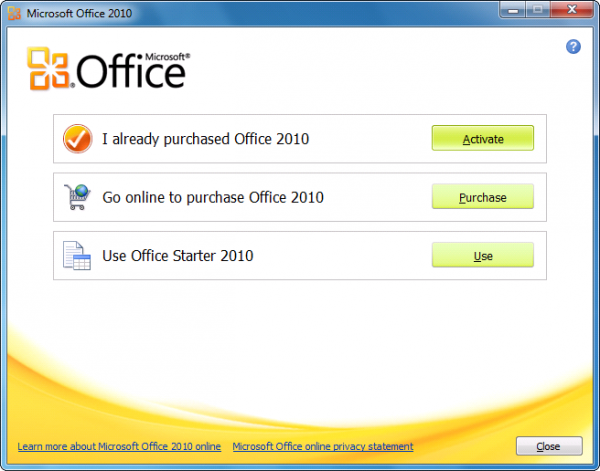 Microsoft Office 2010
?
Microsoft®
Office
I already purchased Office 2010 Activate
Go online to purchase Office 2010 Purchase
Use Office Starter 2010 Use
Learn more about Microsoft Office 2010 online Microsoft Office online privacy statement Close